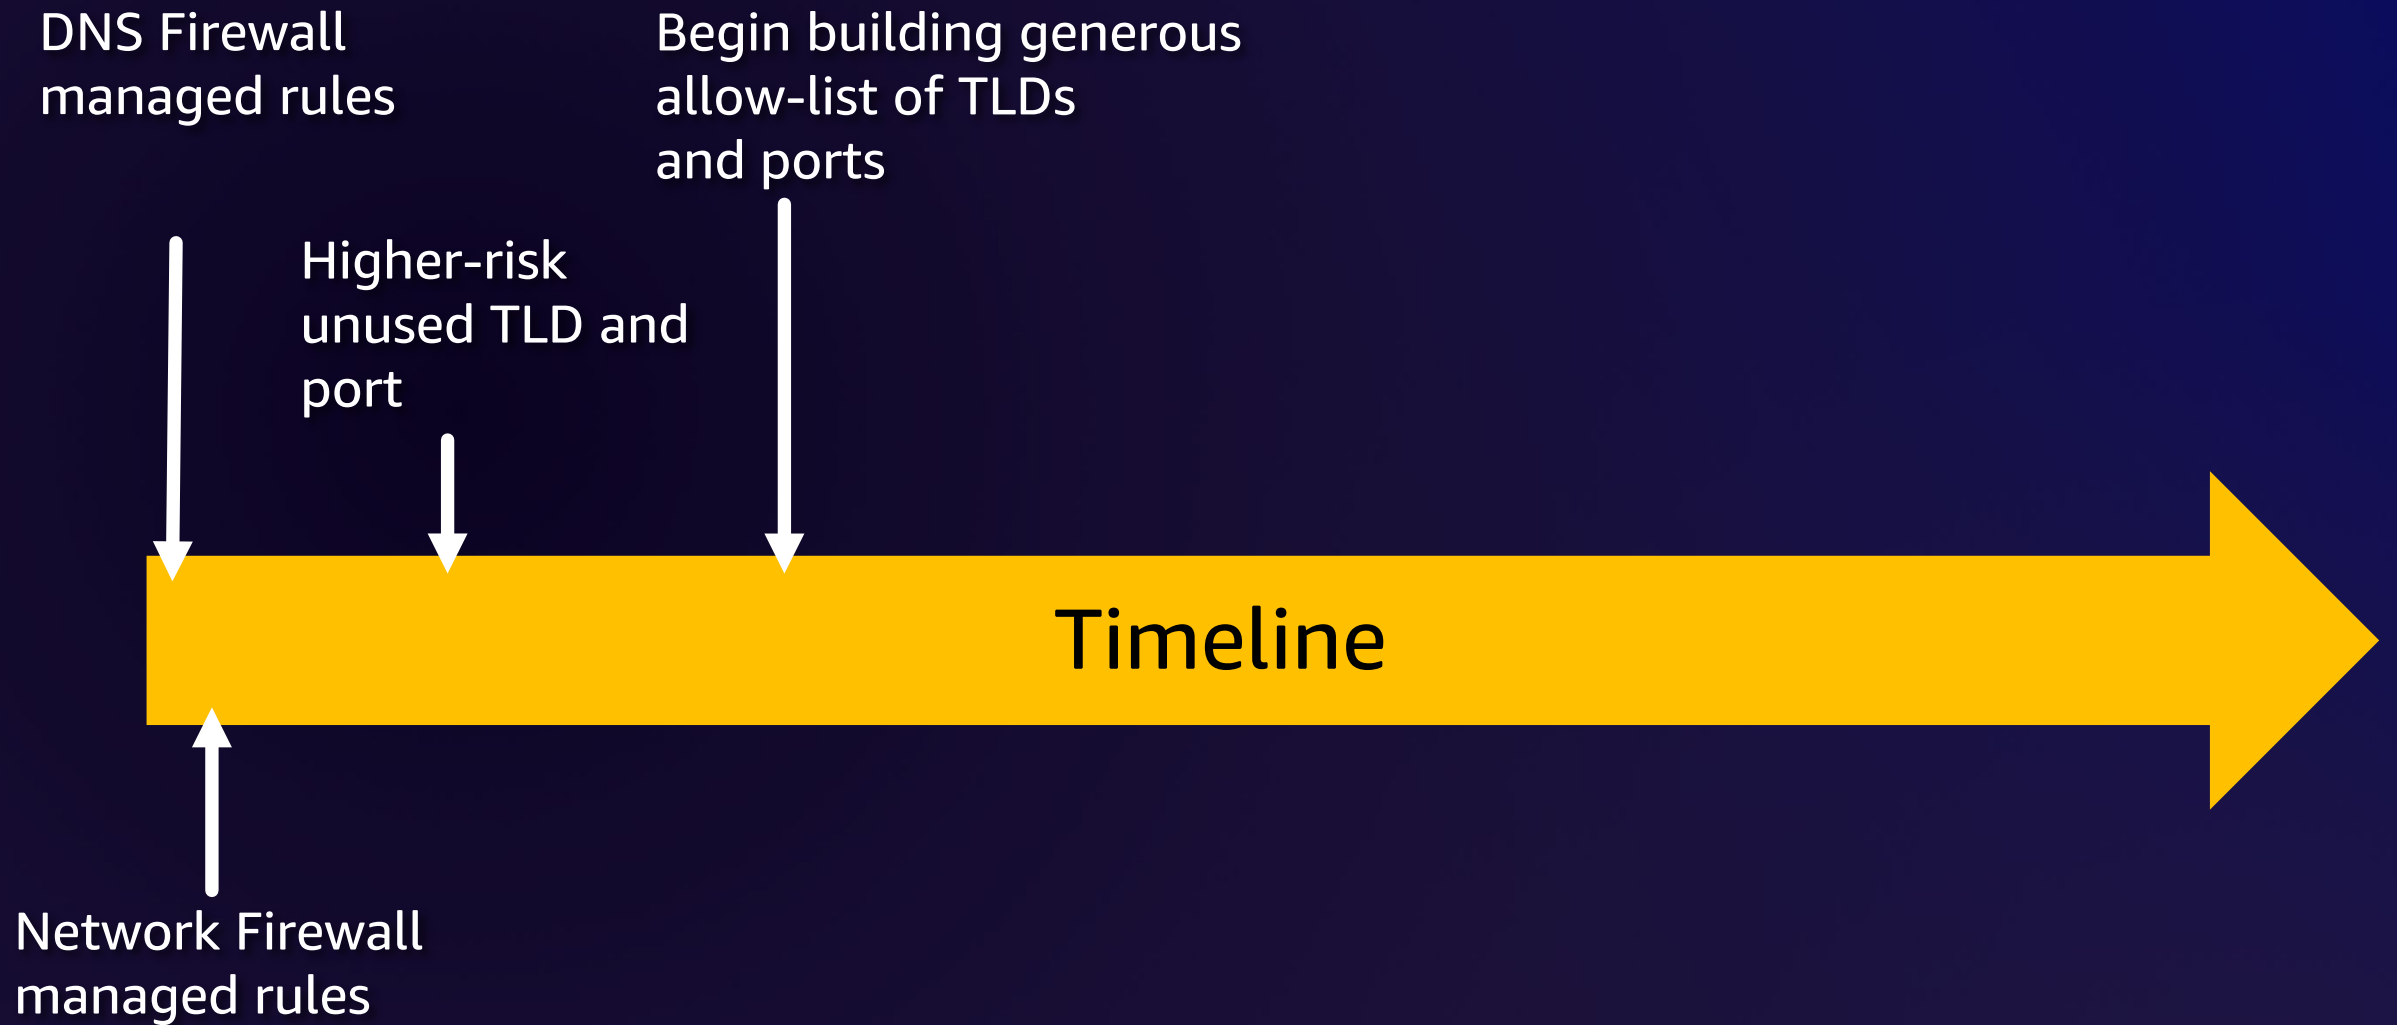 DNS Firewall
managed rules
Begin building generous
allow-list of TLDs
and ports
Higher-risk
unused TLD and
port
Timeline
Network Firewall
managed rules